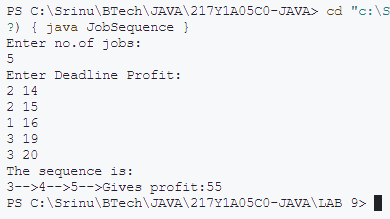 PS C:\Srinu\BTech\JAVA\217Y1A05C0-JAVA> cd "c:\S
?) { java JobSequence }
Enter no.of jobs:
5
Enter Deadline Profit:
2 14
2 15
1 16
3 19
3 20
The sequence is:
3-->4-->5-->Gives profit:55
PS C:\Srinu\BTech\JAVA\217Y1A05C0-JAVA\LAB 9>